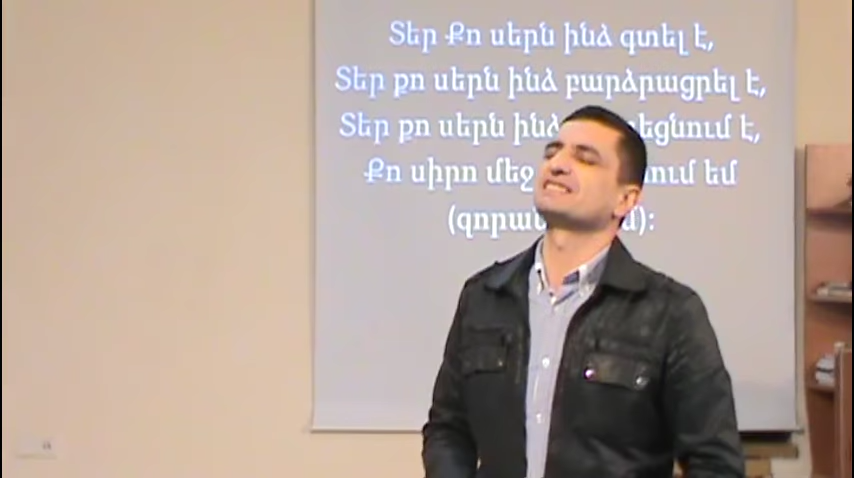 Տեր Քո սերն ինձ գտել է,
Տեր քո սերն ինձ բարձրացրել է,
Տեր քո սերն ինձ է,
Քո սիրո մեջ եմ